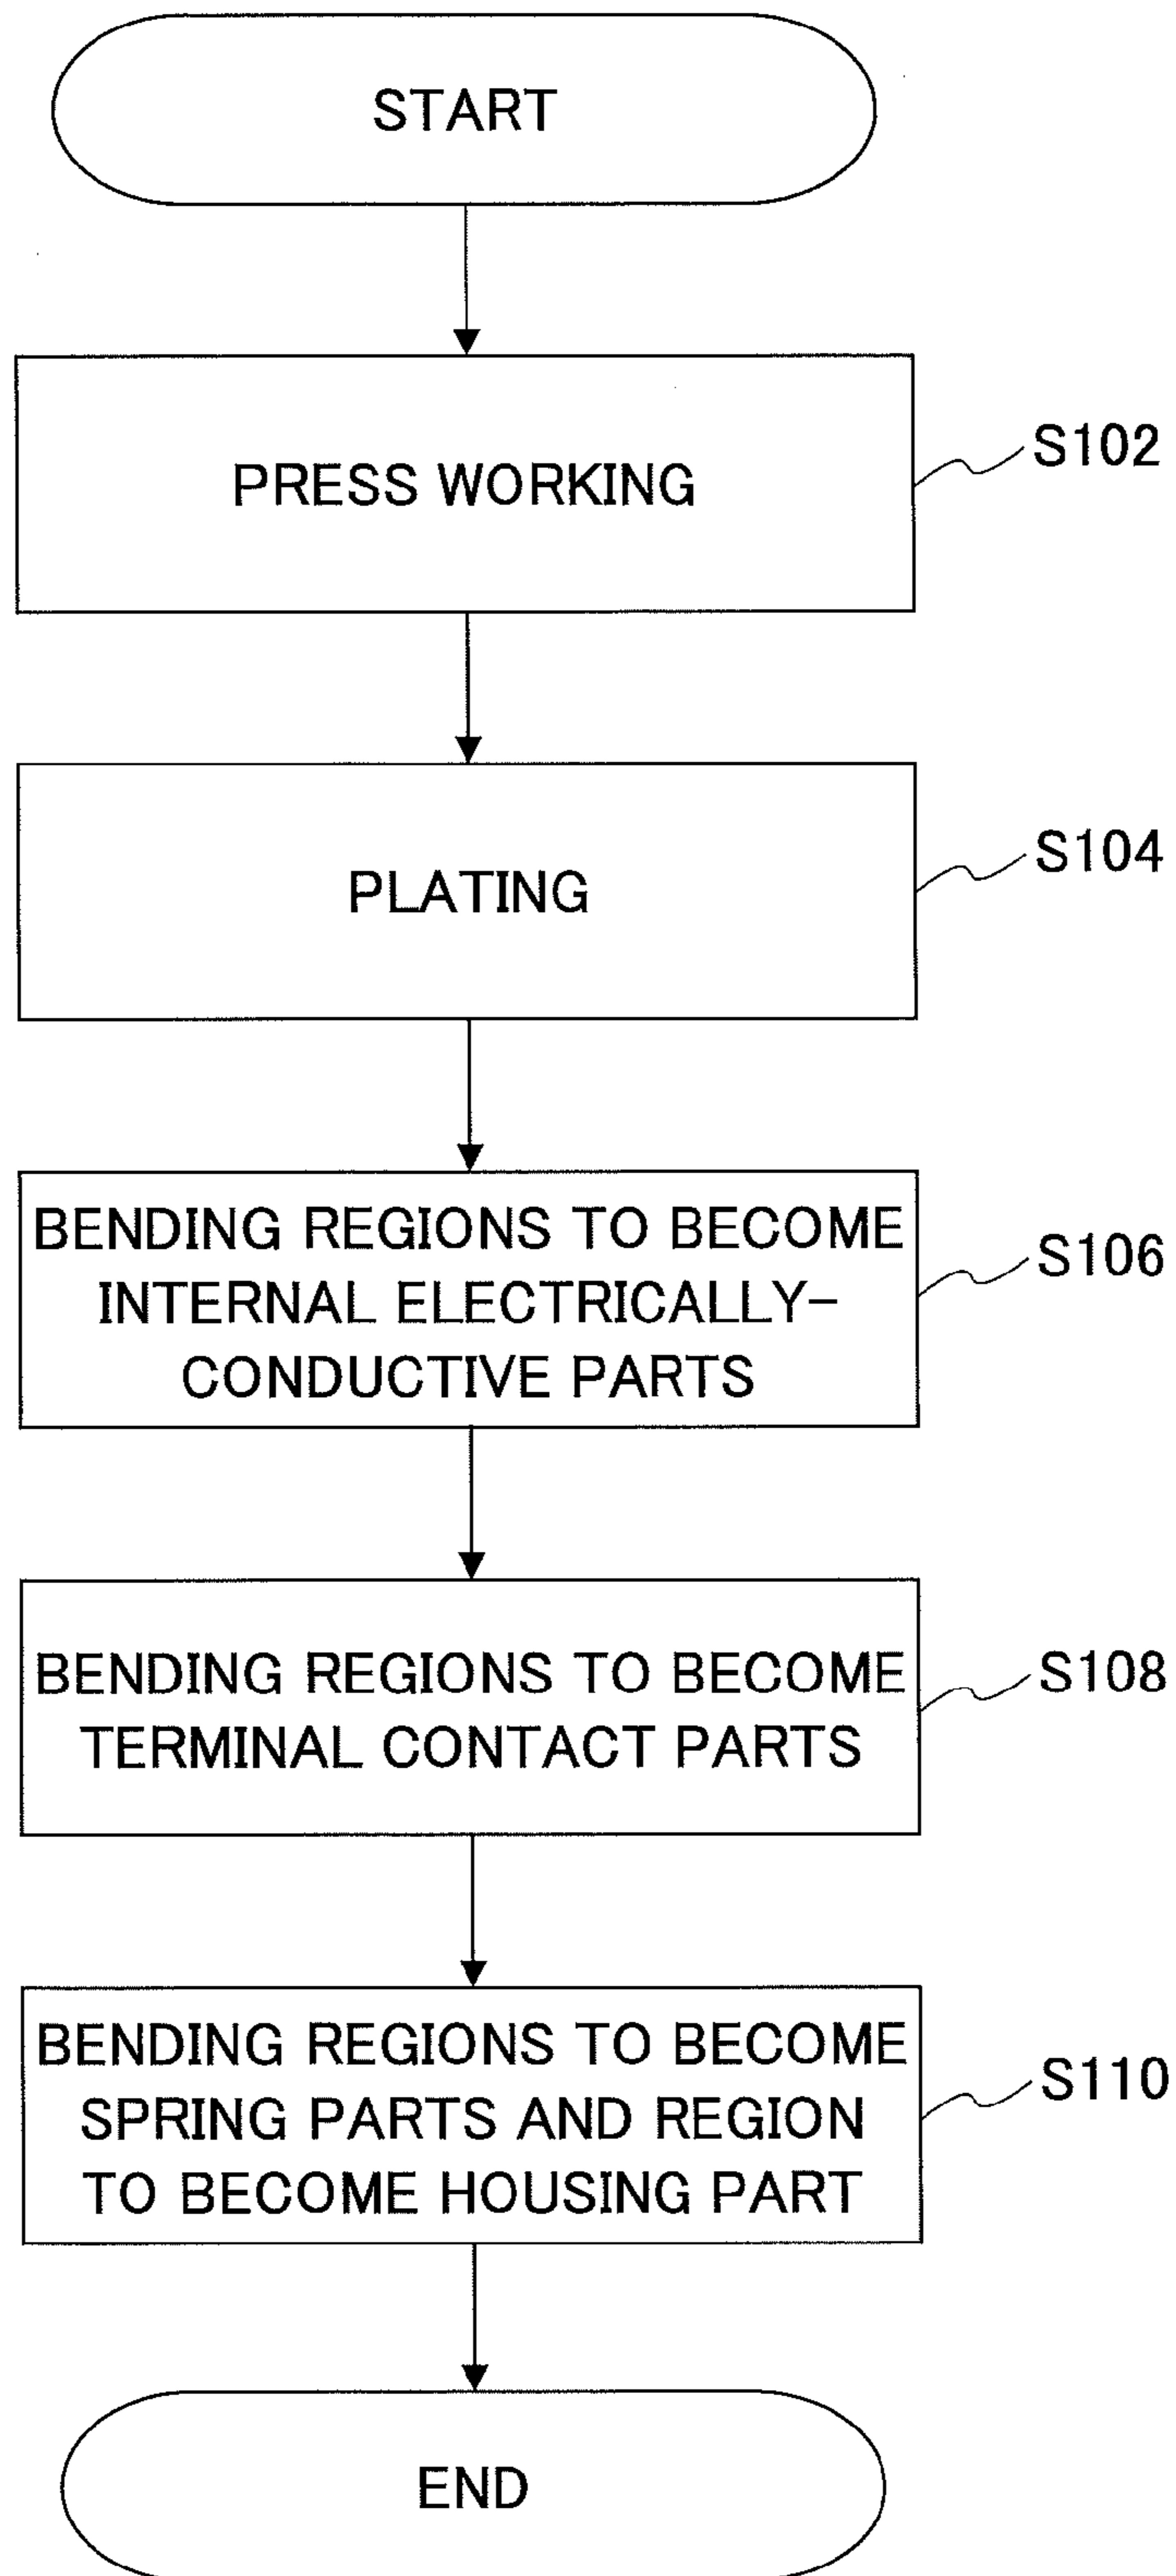 START
PRESS WORKING
S102
PLATING
S104
BENDING REGIONS TO BECOME
INTERNAL ELECTRICALLY-
CONDUCTIVE PARTS
S106
BENDING REGIONS TO BECOME
TERMINAL CONTACT PARTS
S108
BENDING REGIONS TO BECOME
SPRING PARTS AND REGION
TO BECOME HOUSING PART
S110
END